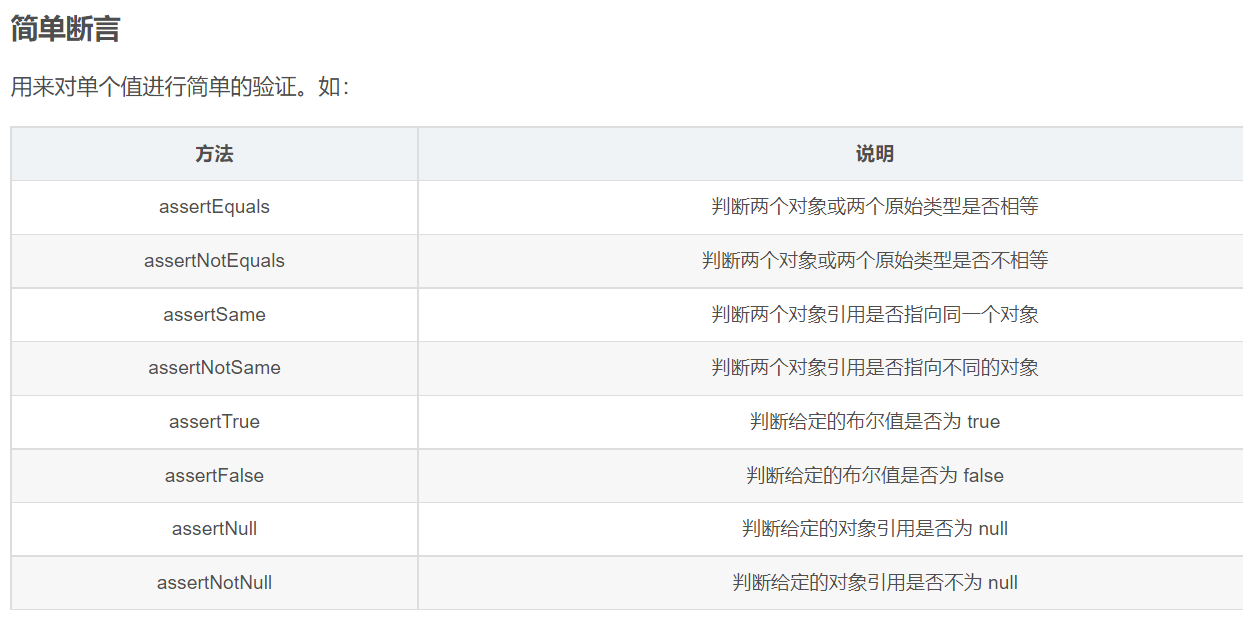 简单断言
用来对单个值进行简单的验证。如：
方法 说明
assertEquals 判断两个对象或两个原始类型是否相等
assertNotEquals 判断两个对象或两个原始类型是否不相等
assertSame 判断两个对象引用是否指向同一个对象
assertNotSame 判断两个对象引用是否指向不同的对象
assertTrue 判断给定的布尔值是否为 true
assertFalse 判断给定的布尔值是否为 false
assertNull 判断给定的对象引用是否为 null
assertNotNull 判断给定的对象引用是否不为 null